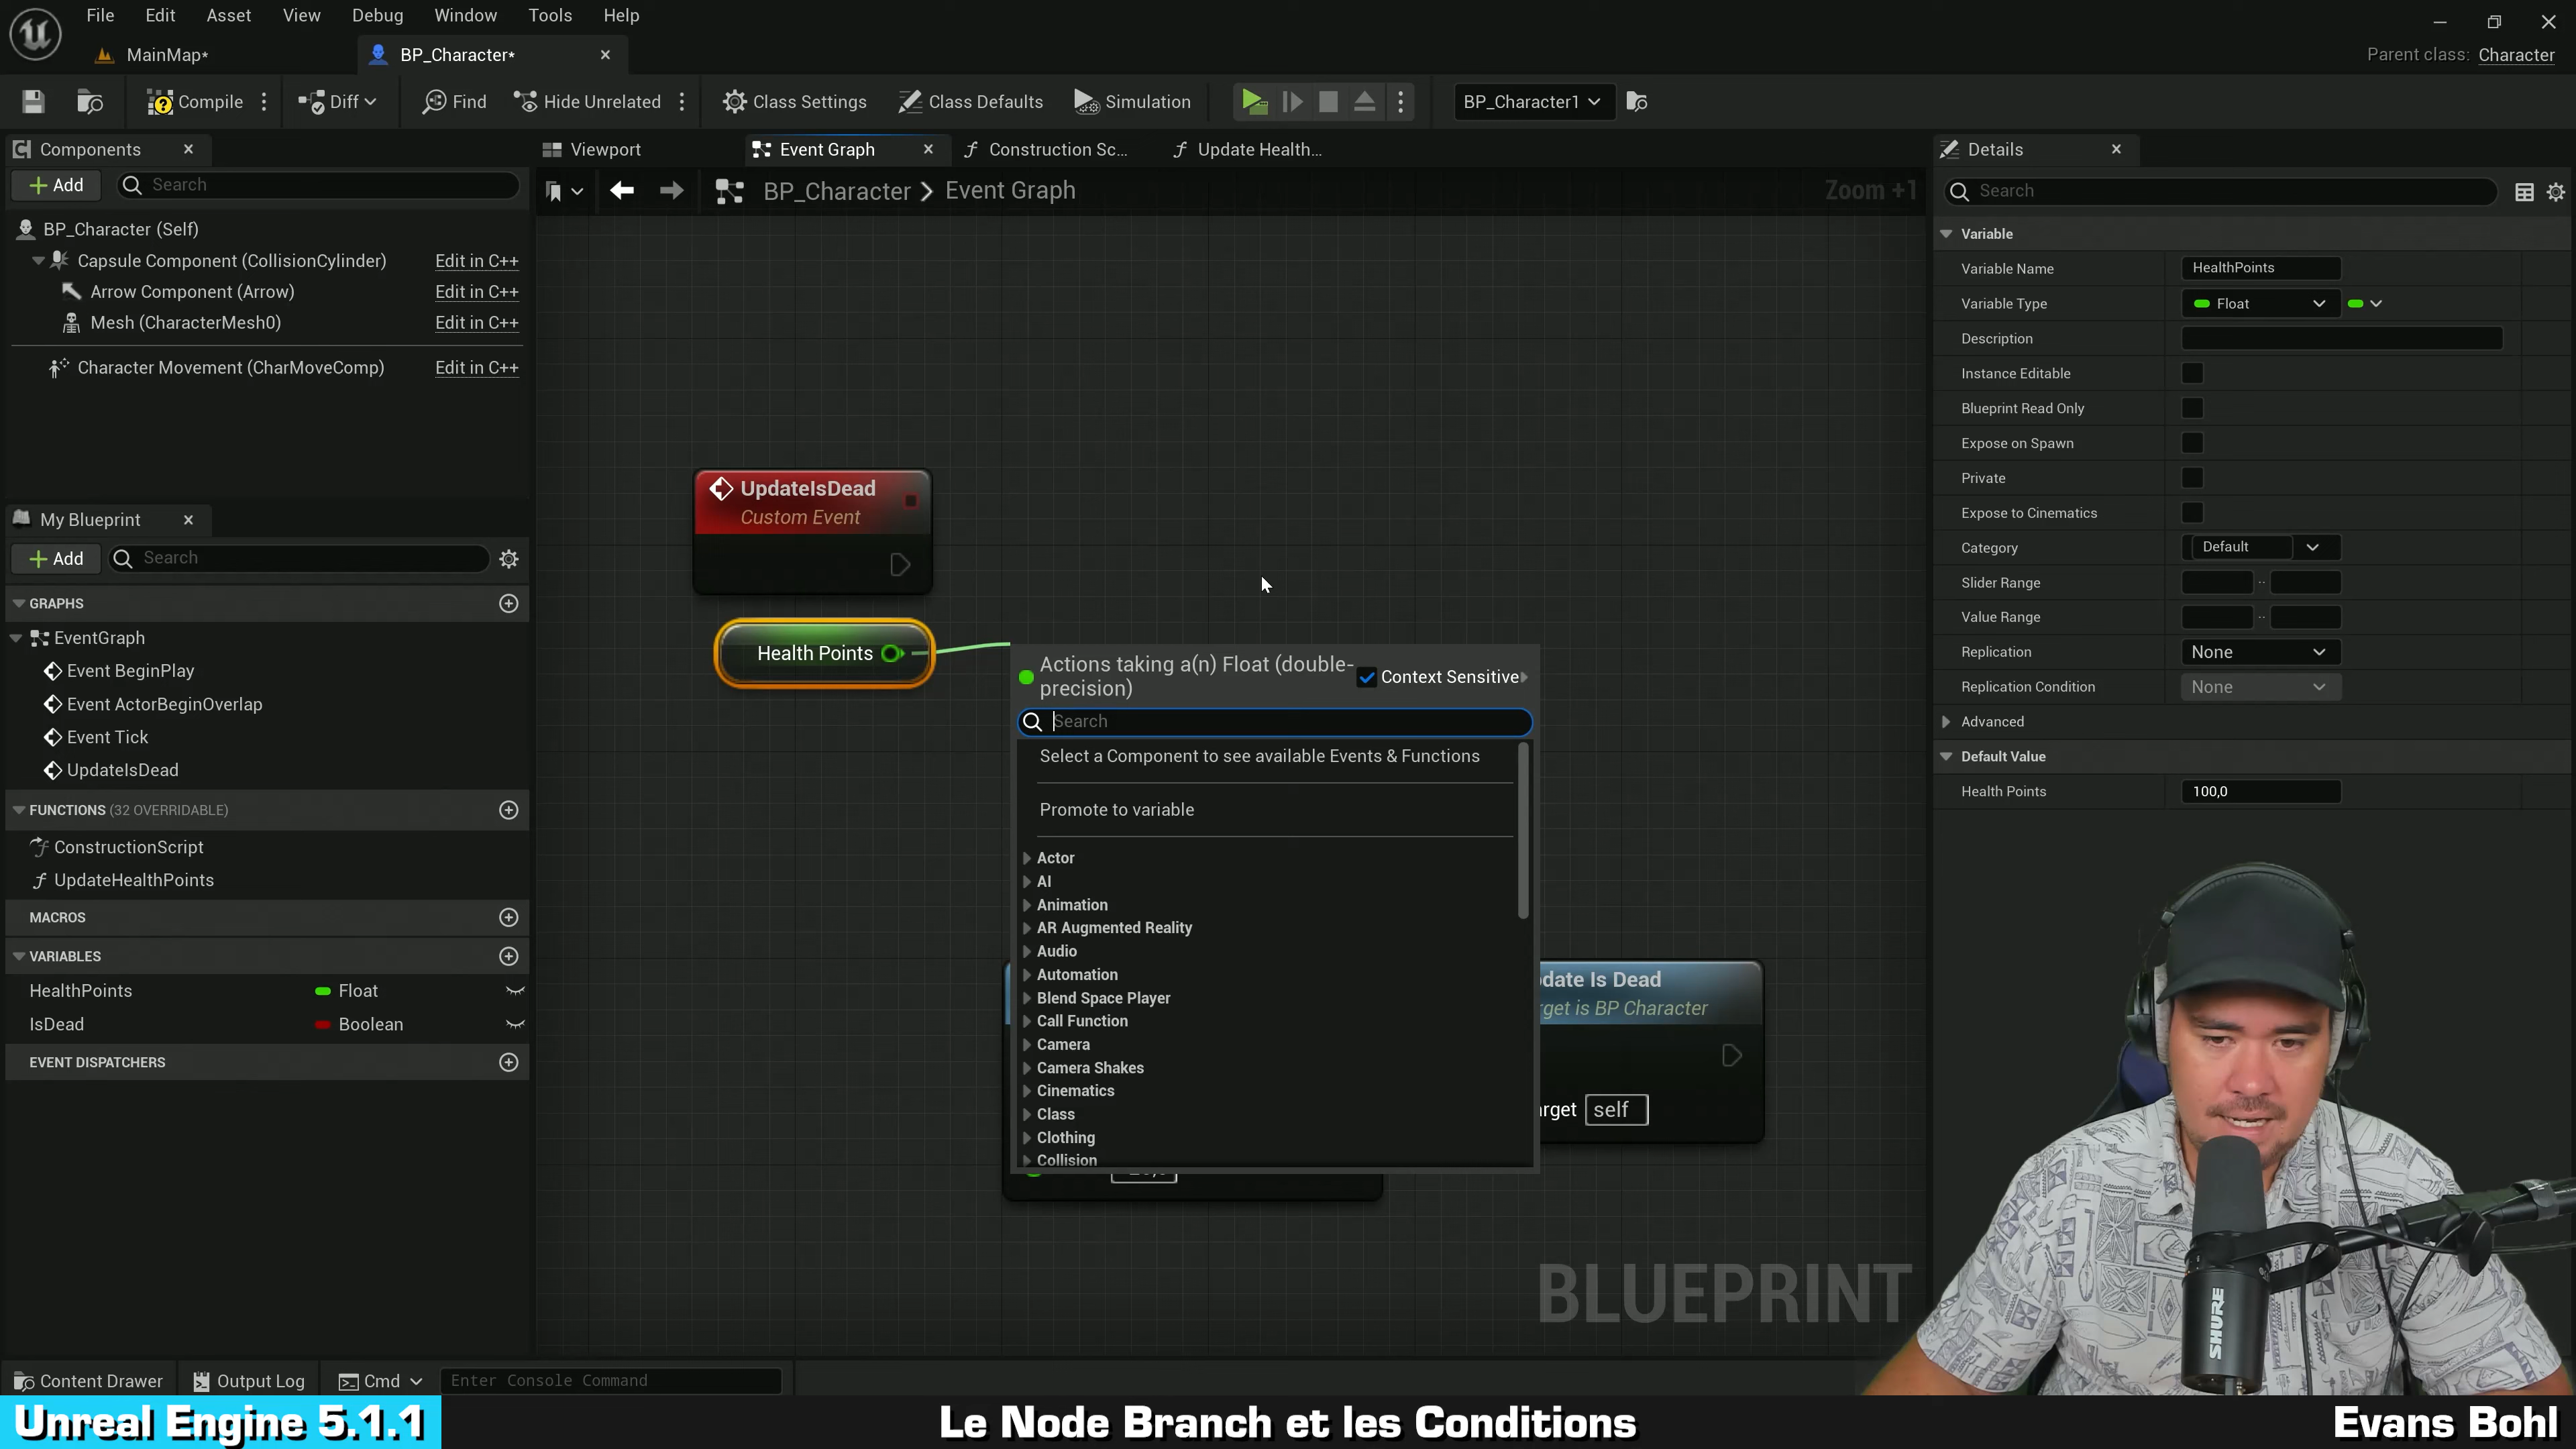 File Edit Asset View Debug Window Tools Help
MainMap* BP_Character* Parent class: Character
Compile Diff Find Hide Unrelated Class Settings Class Defaults Simulation BP_Character1
Components
Add Search
BP_Character (Self)
Capsule Component (CollisionCylinder) Edit in C++
Arrow Component (Arrow) Edit in C++
Mesh (CharacterMesh0) Edit in C++
Character Movement (CharMoveComp) Edit in C++
My Blueprint
Add Search
GRAPHS
EventGraph
Event BeginPlay
Event ActorBeginOverlap
Event Tick
UpdateIsDead
FUNCTIONS (32 OVERRIDABLE)
ConstructionScript
UpdateHealthPoints
MACROS
VARIABLES
HealthPoints Float
IsDead Boolean
EVENT DISPATCHERS
Viewport Event Graph Construction Sc... Update Health...
BP_Character > Event Graph Zoom +1
UpdateIsDead
Custom Event
Health Points
Actions taking a(n) Float (double-
precision)
Context Sensitive
Search
Select a Component to see available Events & Functions
Promote to variable
Actor
AI
Animation
AR Augmented Reality
Audio
Automation
Blend Space Player
Call Function
Camera
Camera Shakes
Cinematics
Class
Clothing
Collision
date Is Dead
rget is BP Character
rget self
BLUEPRINT
Details
Search
Variable
Variable Name HealthPoints
Variable Type Float
Description
Instance Editable
Blueprint Read Only
Expose on Spawn
Private
Expose to Cinematics
Category Default
Slider Range
Value Range
Replication None
Replication Condition None
Advanced
Default Value
Health Points 100,0
SHURE
Content Drawer Output Log Cmd Enter Console Command
Unreal Engine 5.1.1 Le Node Branch et les Conditions Evans Bohl